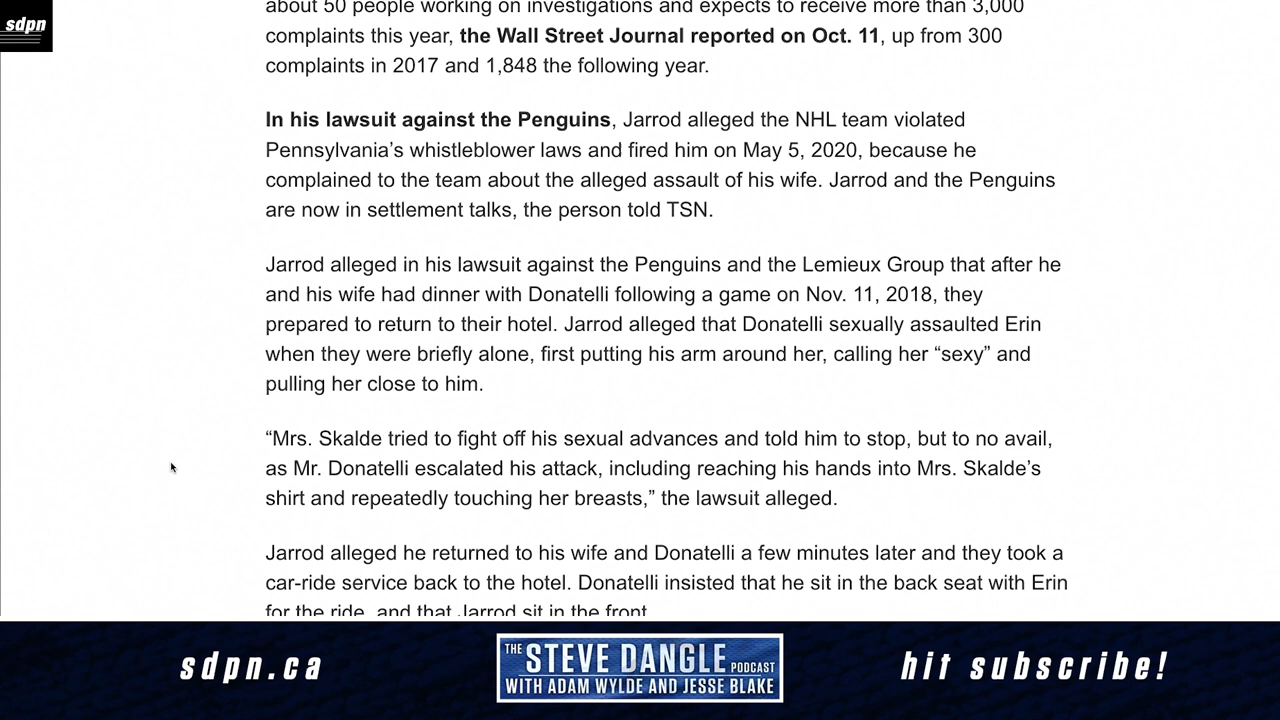 sdpn
about 50 people working on investigations and expects to receive more than 3,000
complaints this year, the Wall Street Journal reported on Oct. 11, up from 300
complaints in 2017 and 1,848 the following year.
In his lawsuit against the Penguins, Jarrod alleged the NHL team violated
Pennsylvania’s whistleblower laws and fired him on May 5, 2020, because he
complained to the team about the alleged assault of his wife. Jarrod and the Penguins
are now in settlement talks, the person told TSN.
Jarrod alleged in his lawsuit against the Penguins and the Lemieux Group that after he
and his wife had dinner with Donatelli following a game on Nov. 11, 2018, they
prepared to return to their hotel. Jarrod alleged that Donatelli sexually assaulted Erin
when they were briefly alone, first putting his arm around her, calling her “sexy” and
pulling her close to him.
“Mrs. Skalde tried to fight off his sexual advances and told him to stop, but to no avail,
as Mr. Donatelli escalated his attack, including reaching his hands into Mrs. Skalde’s
shirt and repeatedly touching her breasts,” the lawsuit alleged.
Jarrod alleged he returned to his wife and Donatelli a few minutes later and they took a
car-ride service back to the hotel. Donatelli insisted that he sit in the back seat with Erin
for the ride, and that Jarrod sit in the front.
sdpn.ca
THE STEVE DANGLE PODCAST
WITH ADAM WYLDE AND JESSE BLAKE
hit subscribe!